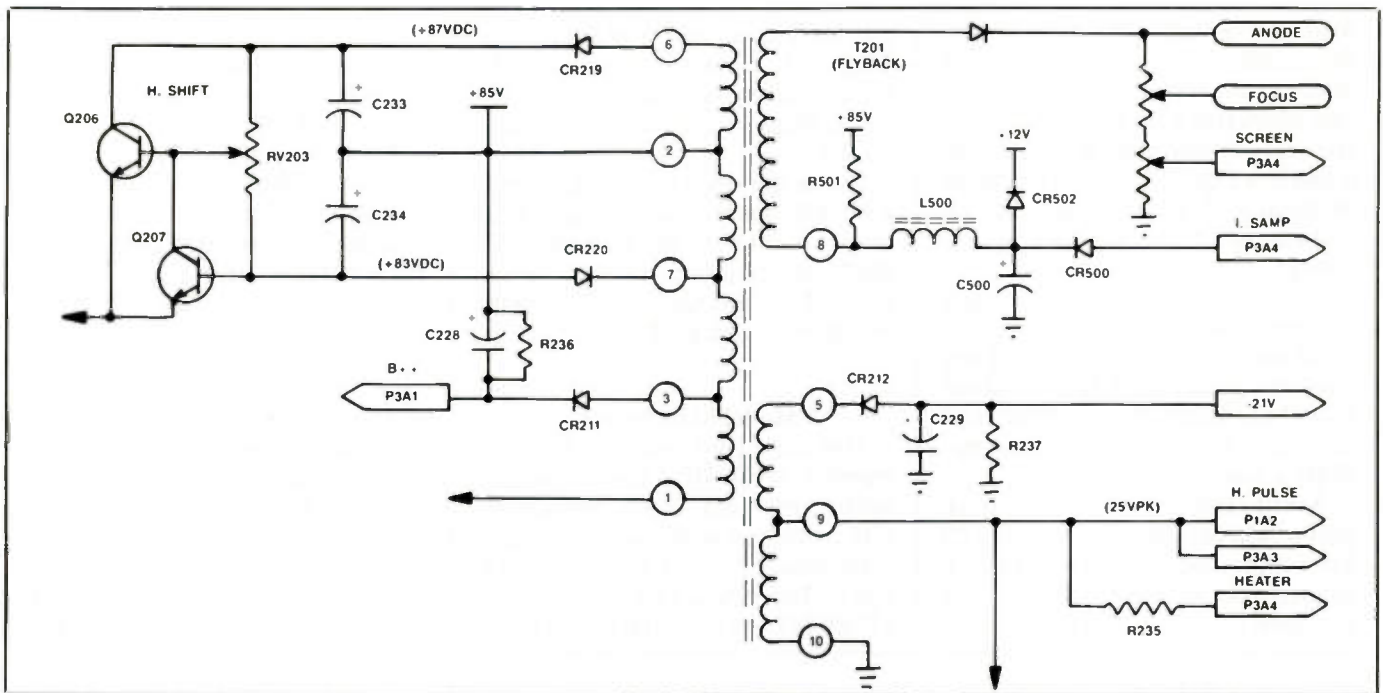 (+87VDC)
6
CR219
T201
(FLYBACK)
ANODE
H. SHIFT
C233
+85V
FOCUS
Q206
RV203
2
+85V
+12V
SCREEN
P3A4
R501
L500
CR502
C234
I. SAMP
Q207
(+83VDC)
CR220
7
8
P3A4
C500
CR500
C228
R236
B++
P3A1
CR211
3
5
CR212
-21V
C229
R237
1
H. PULSE
9
(25VPK)
P1A2
P3A3
HEATER
P3A4
R235
10